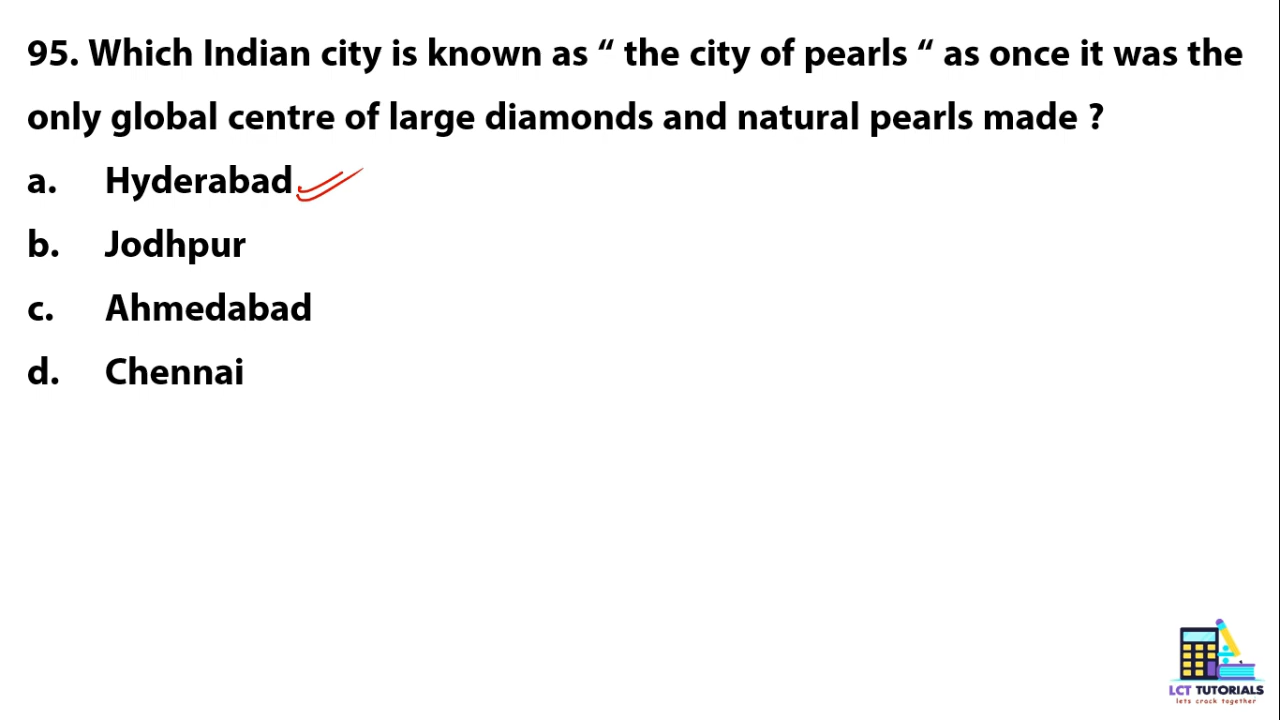 95. Which Indian city is known as “ the city of pearls “ as once it was the
only global centre of large diamonds and natural pearls made ?
a. Hyderabad
b. Jodhpur
c. Ahmedabad
d. Chennai
LCT TUTORIALS
lets crack together